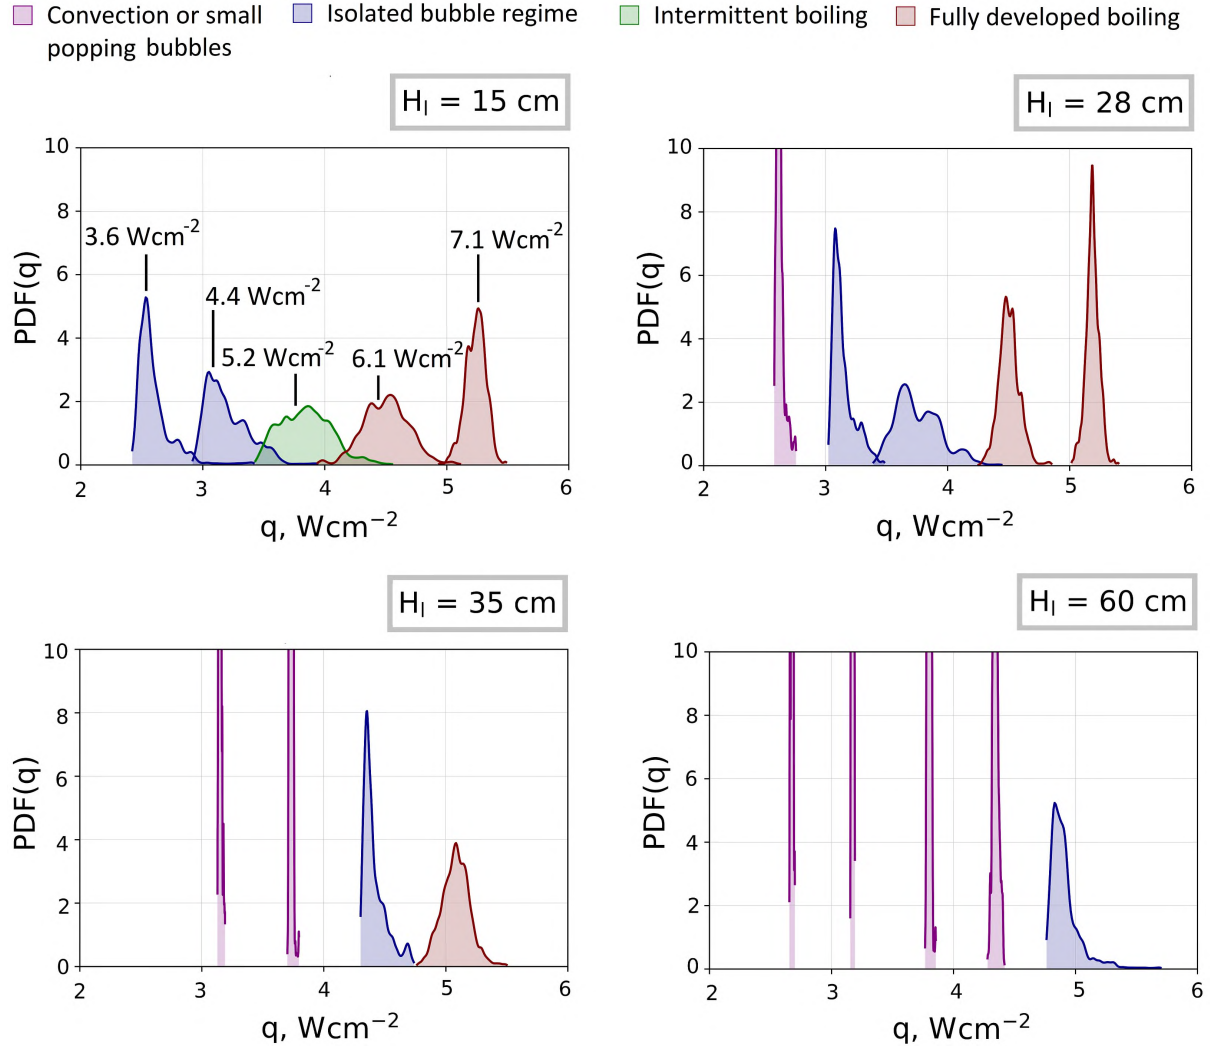 Convection or small popping bubbles
Isolated bubble regime
Intermittent boiling
Fully developed boiling
H_l = 15 cm
PDF(q)
10
8
6
4
2
0
3.6 Wcm⁻²
4.4 Wcm⁻²
5.2 Wcm⁻²
6.1 Wcm⁻²
7.1 Wcm⁻²
2 3 4 5 6
q, Wcm⁻²
H_l = 28 cm
PDF(q)
10
8
6
4
2
0
2 3 4 5 6
q, Wcm⁻²
H_l = 35 cm
PDF(q)
10
8
6
4
2
0
2 3 4 5 6
q, Wcm⁻²
H_l = 60 cm
PDF(q)
10
8
6
4
2
0
2 3 4 5 6
q, Wcm⁻²